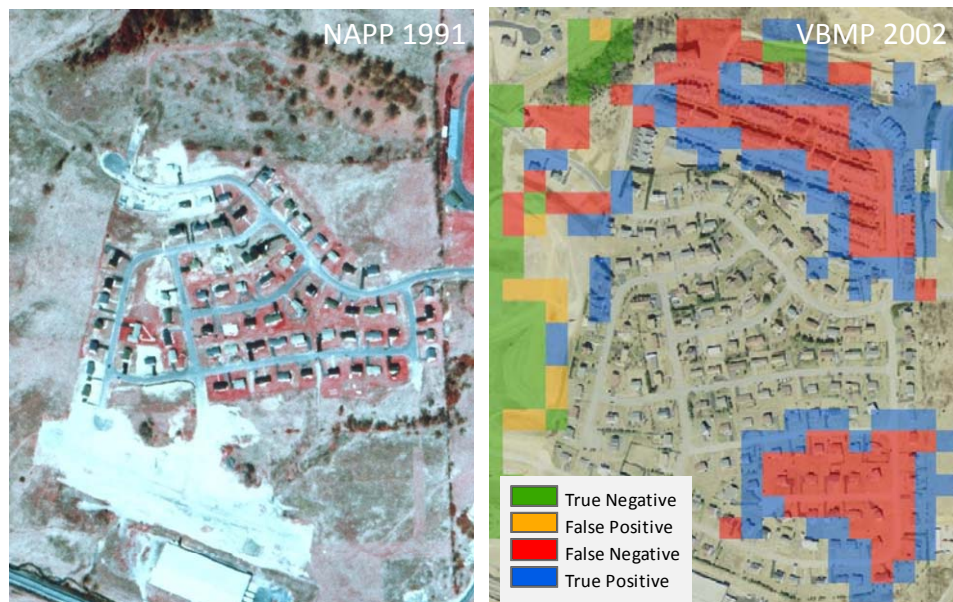 NAPP 1991
VBMP 2002
True Negative
False Positive
False Negative
True Positive